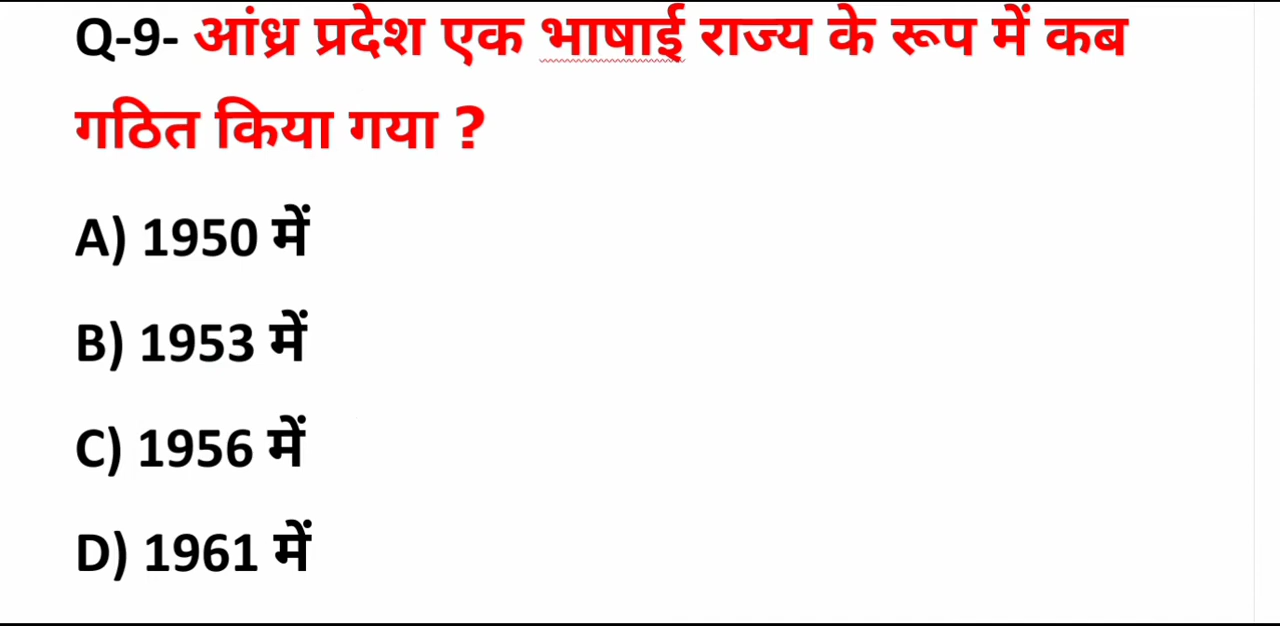 Q-9- आंध्र प्रदेश एक भाषाई राज्य के रूप में कब
गठित किया गया ?
A) 1950 में
B) 1953 में
C) 1956 में
D) 1961 में